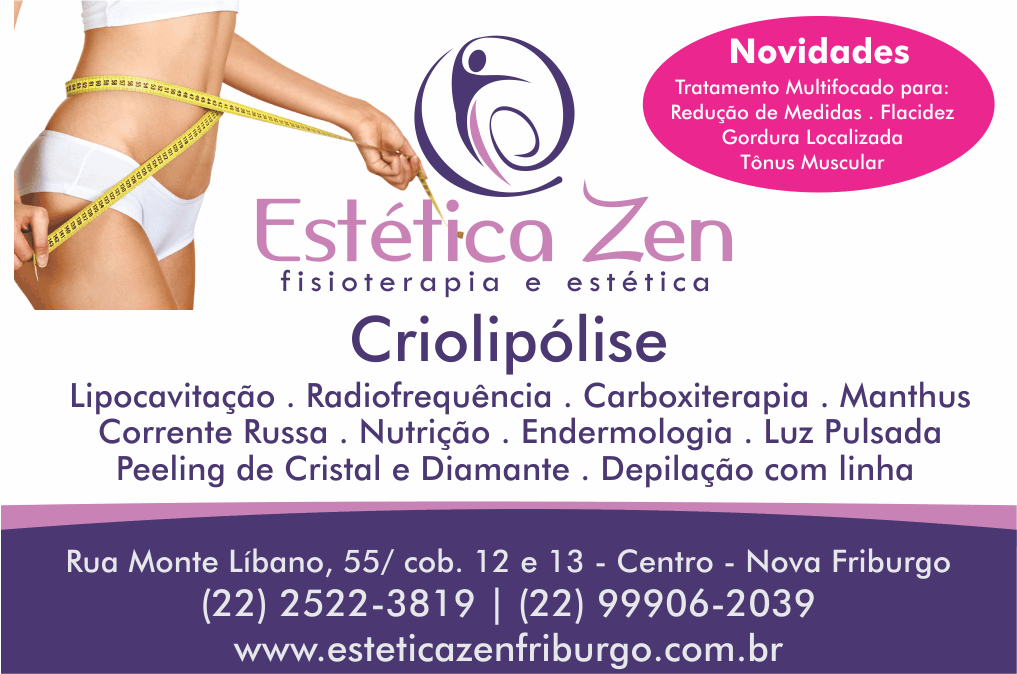 Novidades
Tratamento Multifocado para:
Redução de Medidas . Flacidez
Gordura Localizada
Tônus Muscular
Estética Zen
fisioterapia e estética
Criolipólise
Lipocavitação . Radiofrequência . Carboxiterapia . Manthus
Corrente Russa . Nutrição . Endermologia . Luz Pulsada
Peeling de Cristal e Diamante . Depilação com linha
Rua Monte Líbano, 55/ cob. 12 e 13 - Centro - Nova Friburgo
(22) 2522-3819 | (22) 99906-2039
www.esteticazenfriburgo.com.br